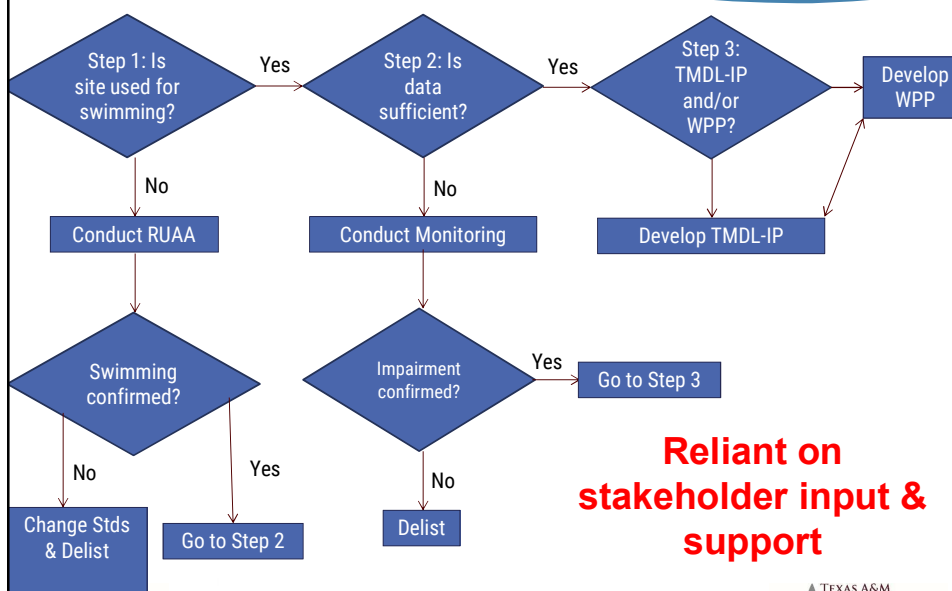 Step 1: Is
site used for
swimming?
Yes
Step 2: Is
data
sufficient?
Yes
Step 3:
TMDL-IP
and/or
WPP?
Develop
WPP
No
No
Conduct RUAA
Conduct Monitoring
Develop TMDL-IP
Swimming
confirmed?
Impairment
confirmed?
Yes
Go to Step 3
No
Yes
No
Change Stds
& Delist
Go to Step 2
Delist
Reliant on
stakeholder input &
support
TEXAS A&M